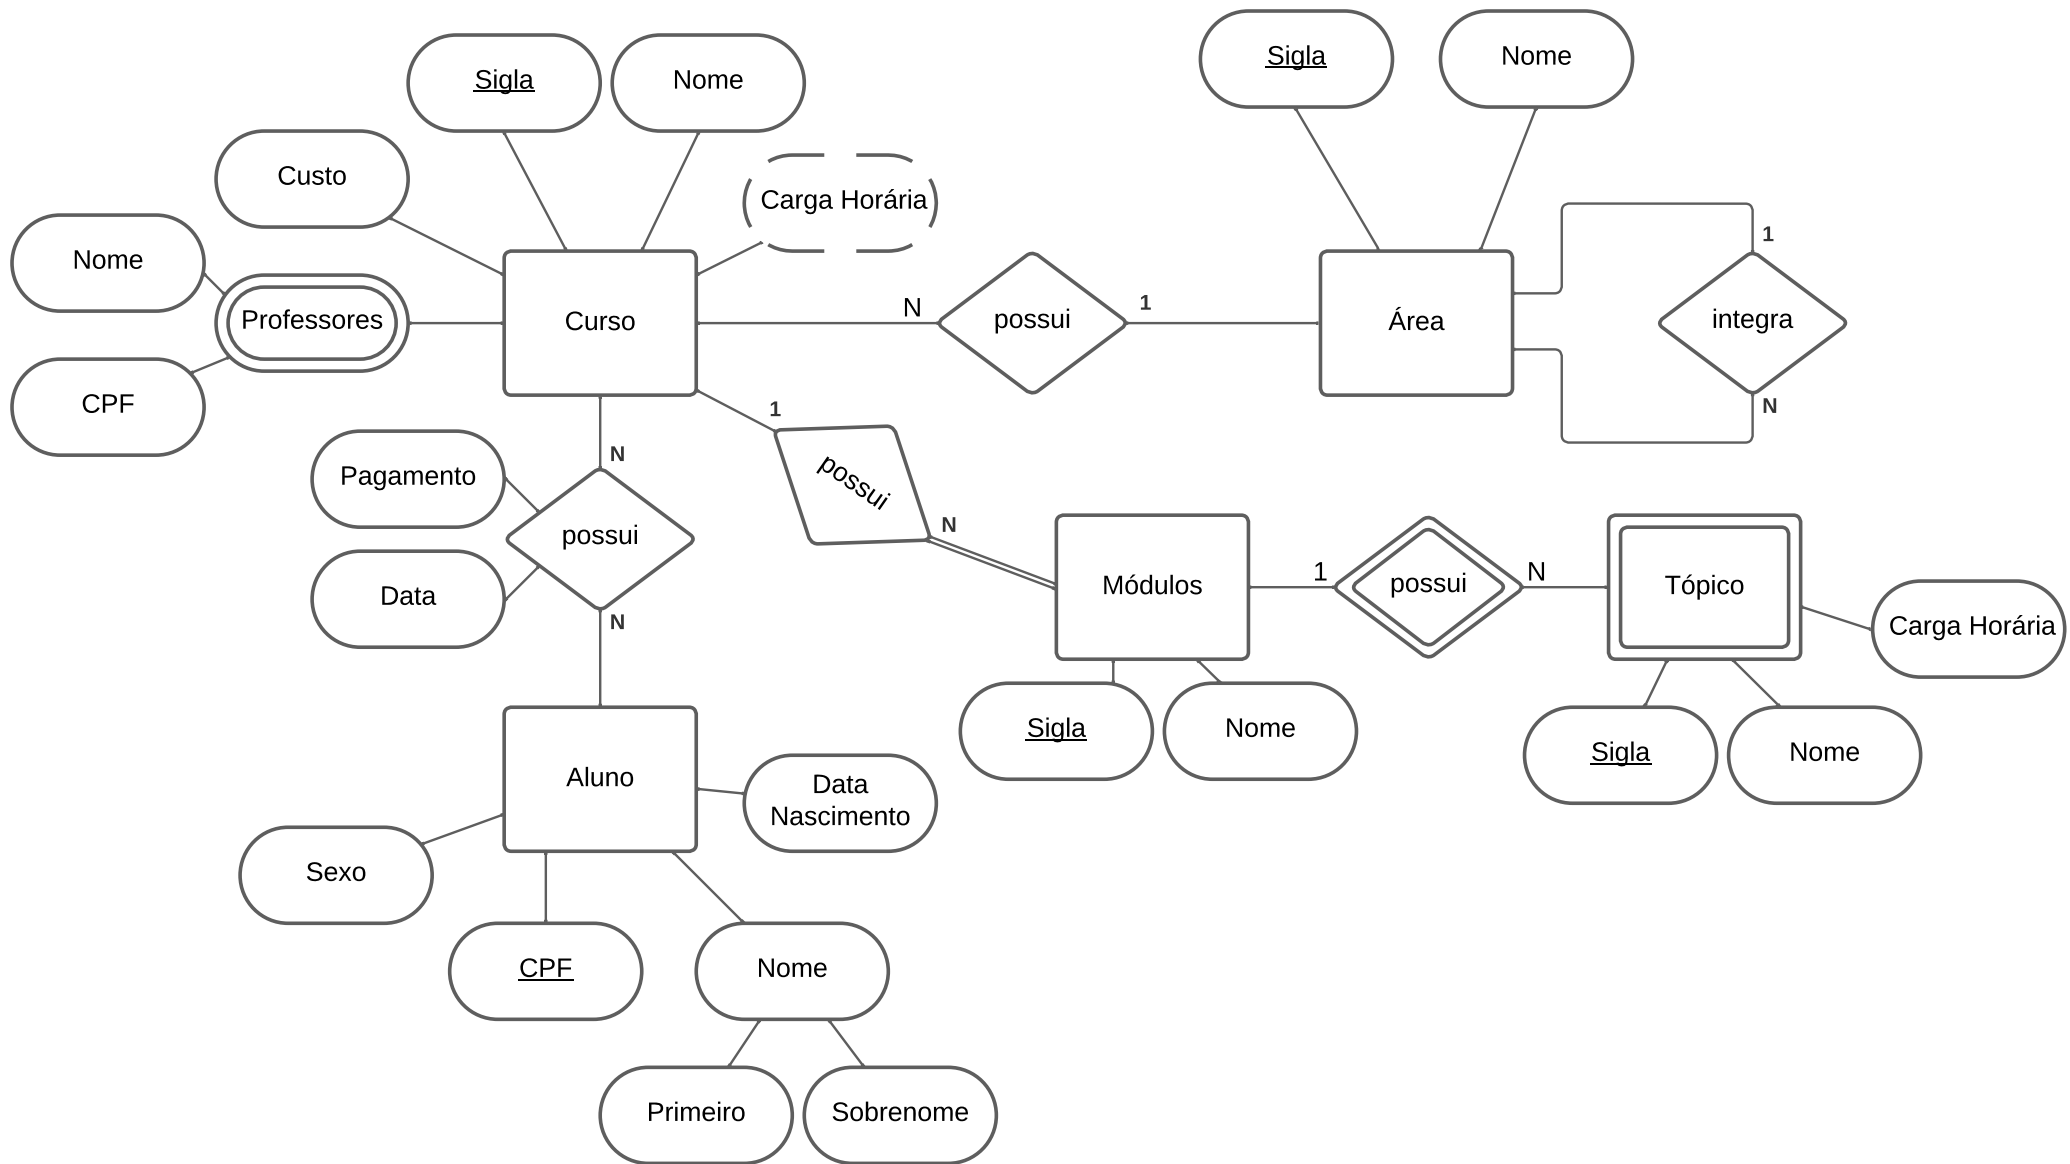 Sigla
Nome
Sigla
Nome
Custo
Carga Horária
Nome
Professores
CPF
Curso
N
possui
1
Área
1
integra
N
1
possui
N
N
Pagamento
possui
Data
N
Módulos
1
possui
N
Tópico
Carga Horária
Sigla
Nome
Sigla
Nome
Aluno
Data
Nascimento
Sexo
CPF
Nome
Primeiro
Sobrenome